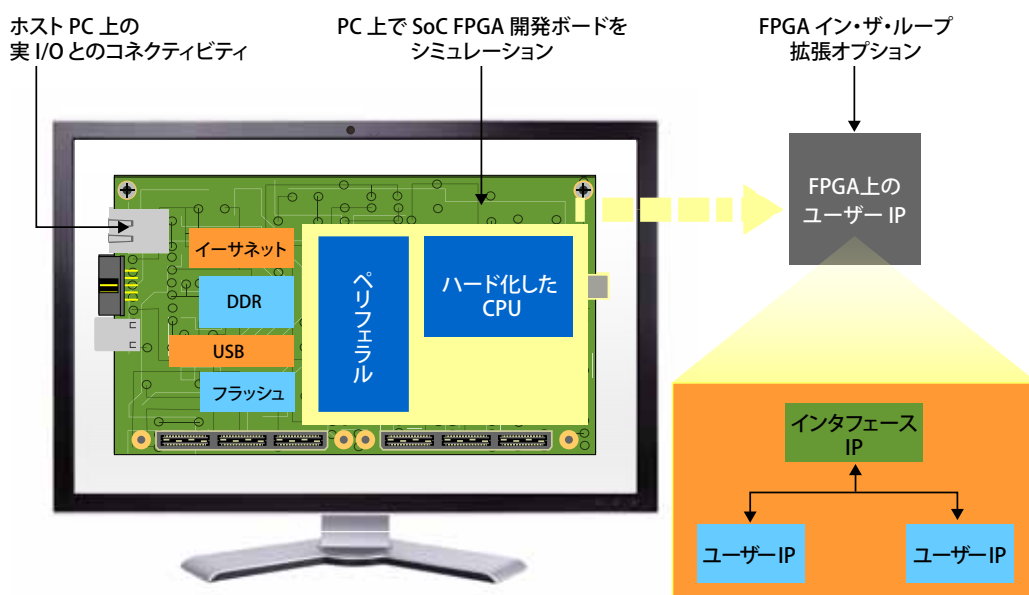 ホスト PC 上の
実 I/O とのコネクティビティ
PC 上で SoC FPGA 開発ボードを
シミュレーション
FPGA イン・ザ・ループ
拡張オプション
イーサネット
DDR
USB
フラッシュ
ペリフェラル
ハード化した
CPU
FPGA上の
ユーザー IP
インタフェース
IP
ユーザーIP
ユーザーIP